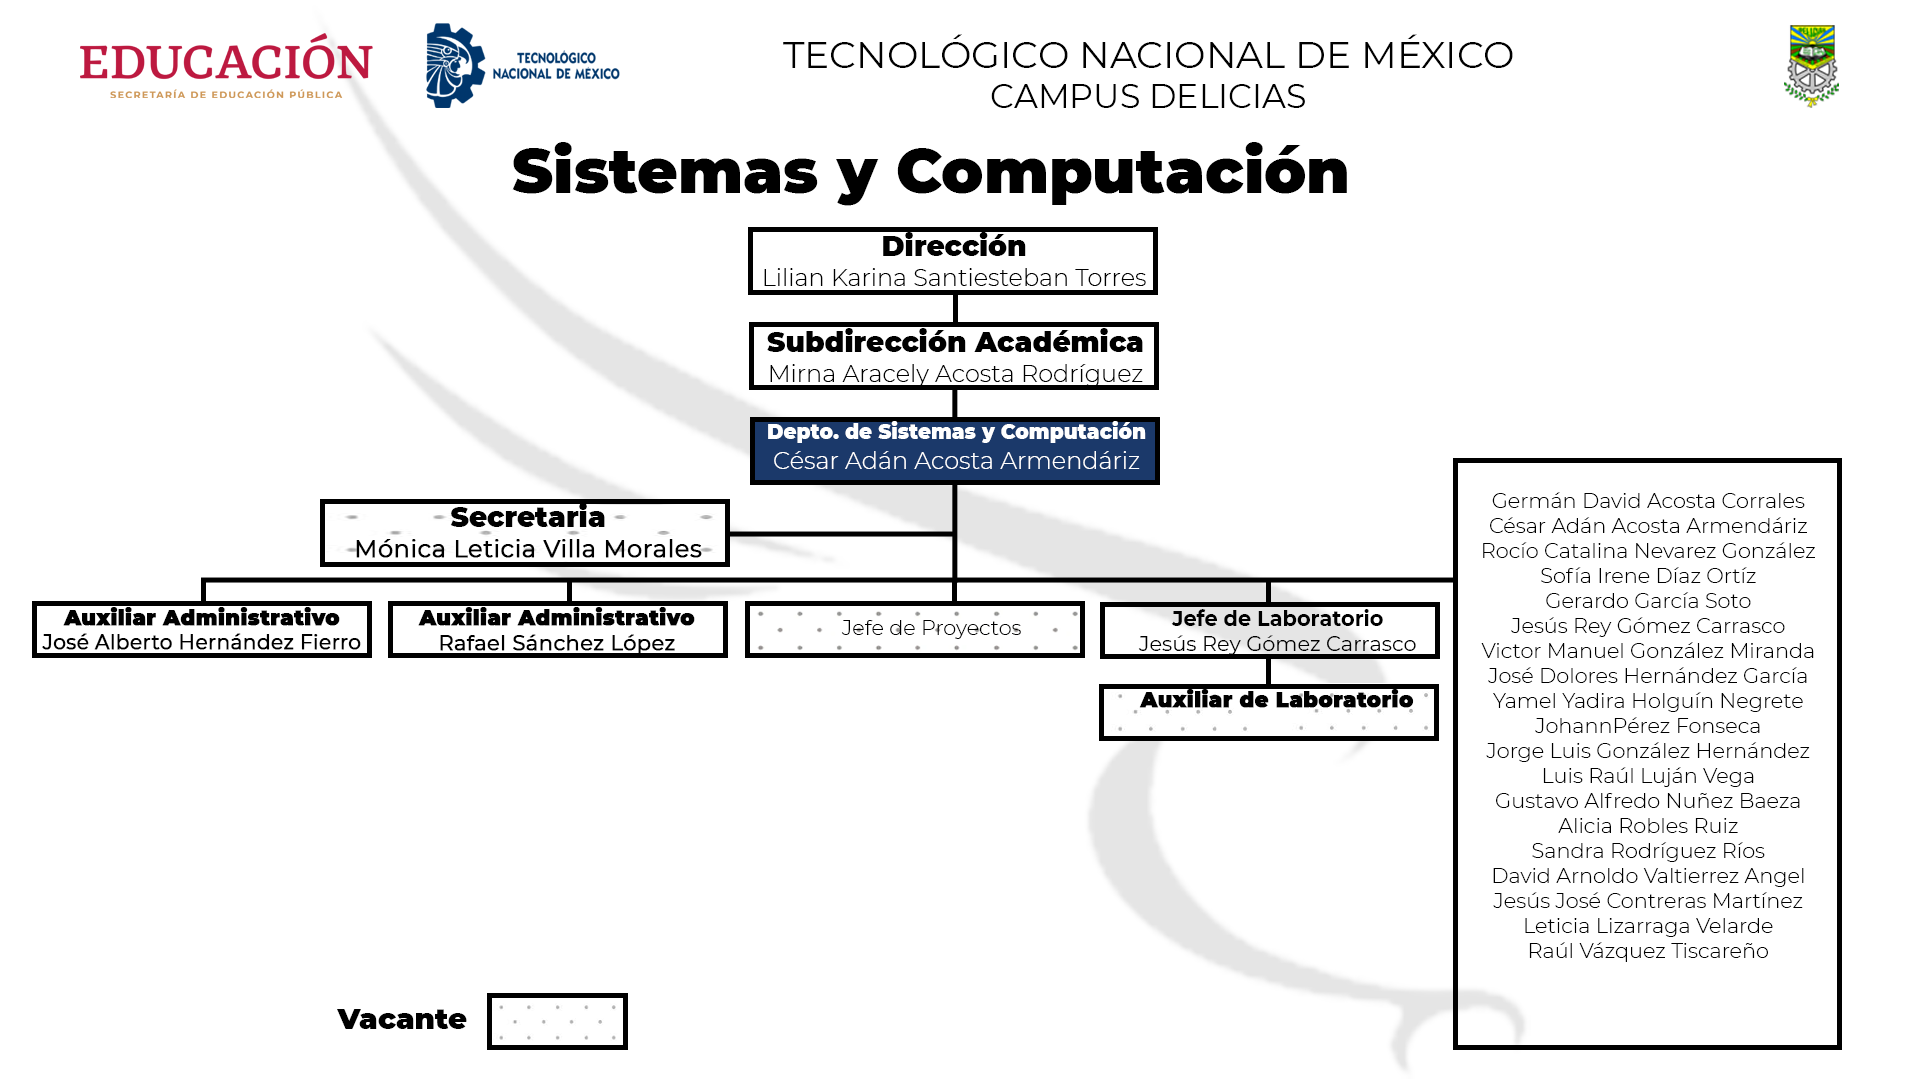 EDUCACIÓN
SECRETARÍA DE EDUCACIÓN PÚBLICA
TECNOLÓGICO
NACIONAL DE MÉXICO
TECNOLÓGICO NACIONAL DE MÉXICO
CAMPUS DELICIAS
Sistemas y Computación
Dirección
Lilian Karina Santiesteban Torres
Subdirección Académica
Mirna Aracely Acosta Rodríguez
Depto. de Sistemas y Computación
César Adán Acosta Armendáriz
Secretaria
Mónica Leticia Villa Morales
Auxiliar Administrativo
José Alberto Hernández Fierro
Auxiliar Administrativo
Rafael Sánchez López
Jefe de Proyectos
Jefe de Laboratorio
Jesús Rey Gómez Carrasco
Auxiliar de Laboratorio
Germán David Acosta Corrales
César Adán Acosta Armendáriz
Rocío Catalina Nevarez González
Sofía Irene Díaz Ortíz
Gerardo García Soto
Jesús Rey Gómez Carrasco
Victor Manuel González Miranda
José Dolores Hernández García
Yamel Yadira Holguín Negrete
JohannPérez Fonseca
Jorge Luis González Hernández
Luis Raúl Luján Vega
Gustavo Alfredo Nuñez Baeza
Alicia Robles Ruiz
Sandra Rodríguez Ríos
David Arnoldo Valtierrez Angel
Jesús José Contreras Martínez
Leticia Lizarraga Velarde
Raúl Vázquez Tiscareño
Vacante